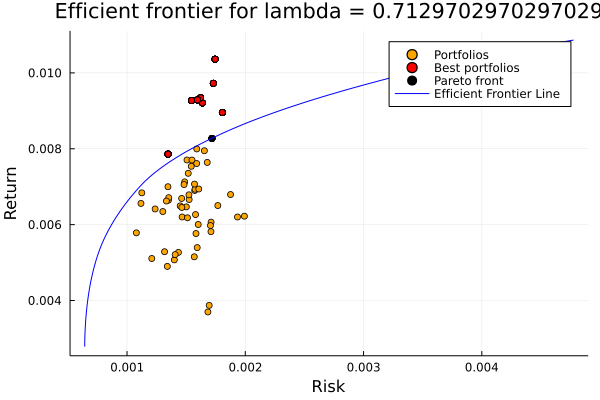 Efficient frontier for lambda = 0.7129702970297029
Portfolios
Best portfolios
Pareto front
Efficient Frontier Line
Return
0.010
0.008
0.006
0.004
0.001
0.002
0.003
0.004
Risk